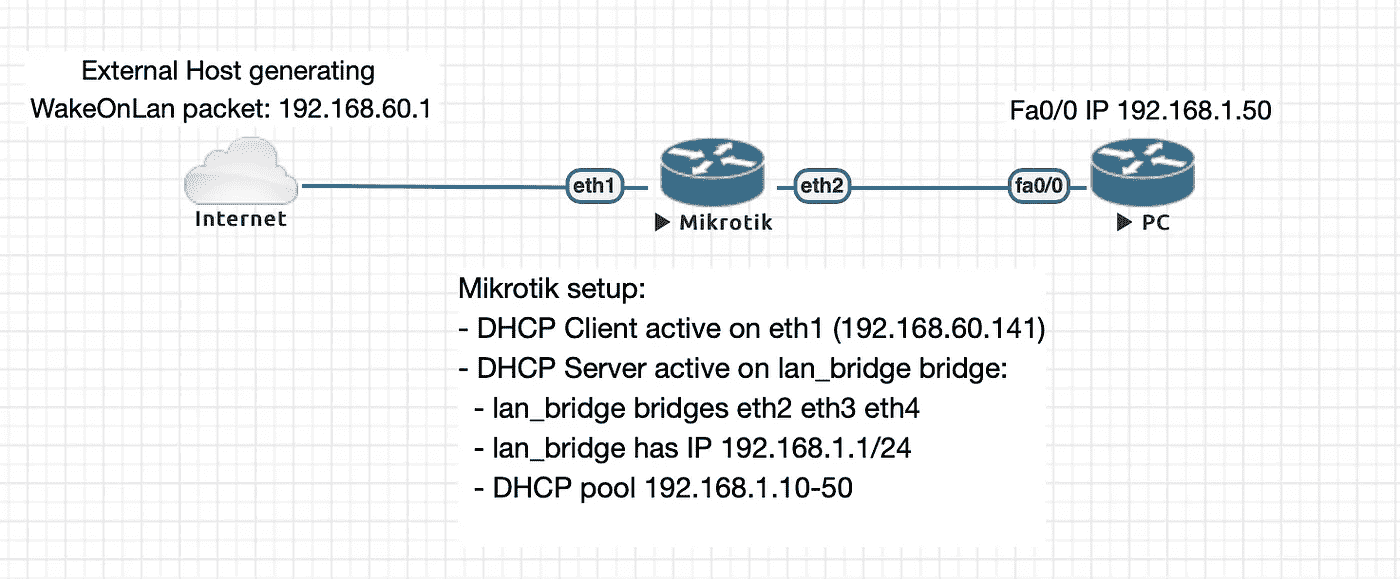 External Host generating
WakeOnLan packet: 192.168.60.1
Fa0/0 IP 192.168.1.50
eth1
eth2
fa0/0
Internet
Mikrotik
PC
Mikrotik setup:
- DHCP Client active on eth1 (192.168.60.141)
- DHCP Server active on lan_bridge bridge:
- lan_bridge bridges eth2 eth3 eth4
- lan_bridge has IP 192.168.1.1/24
- DHCP pool 192.168.1.10-50